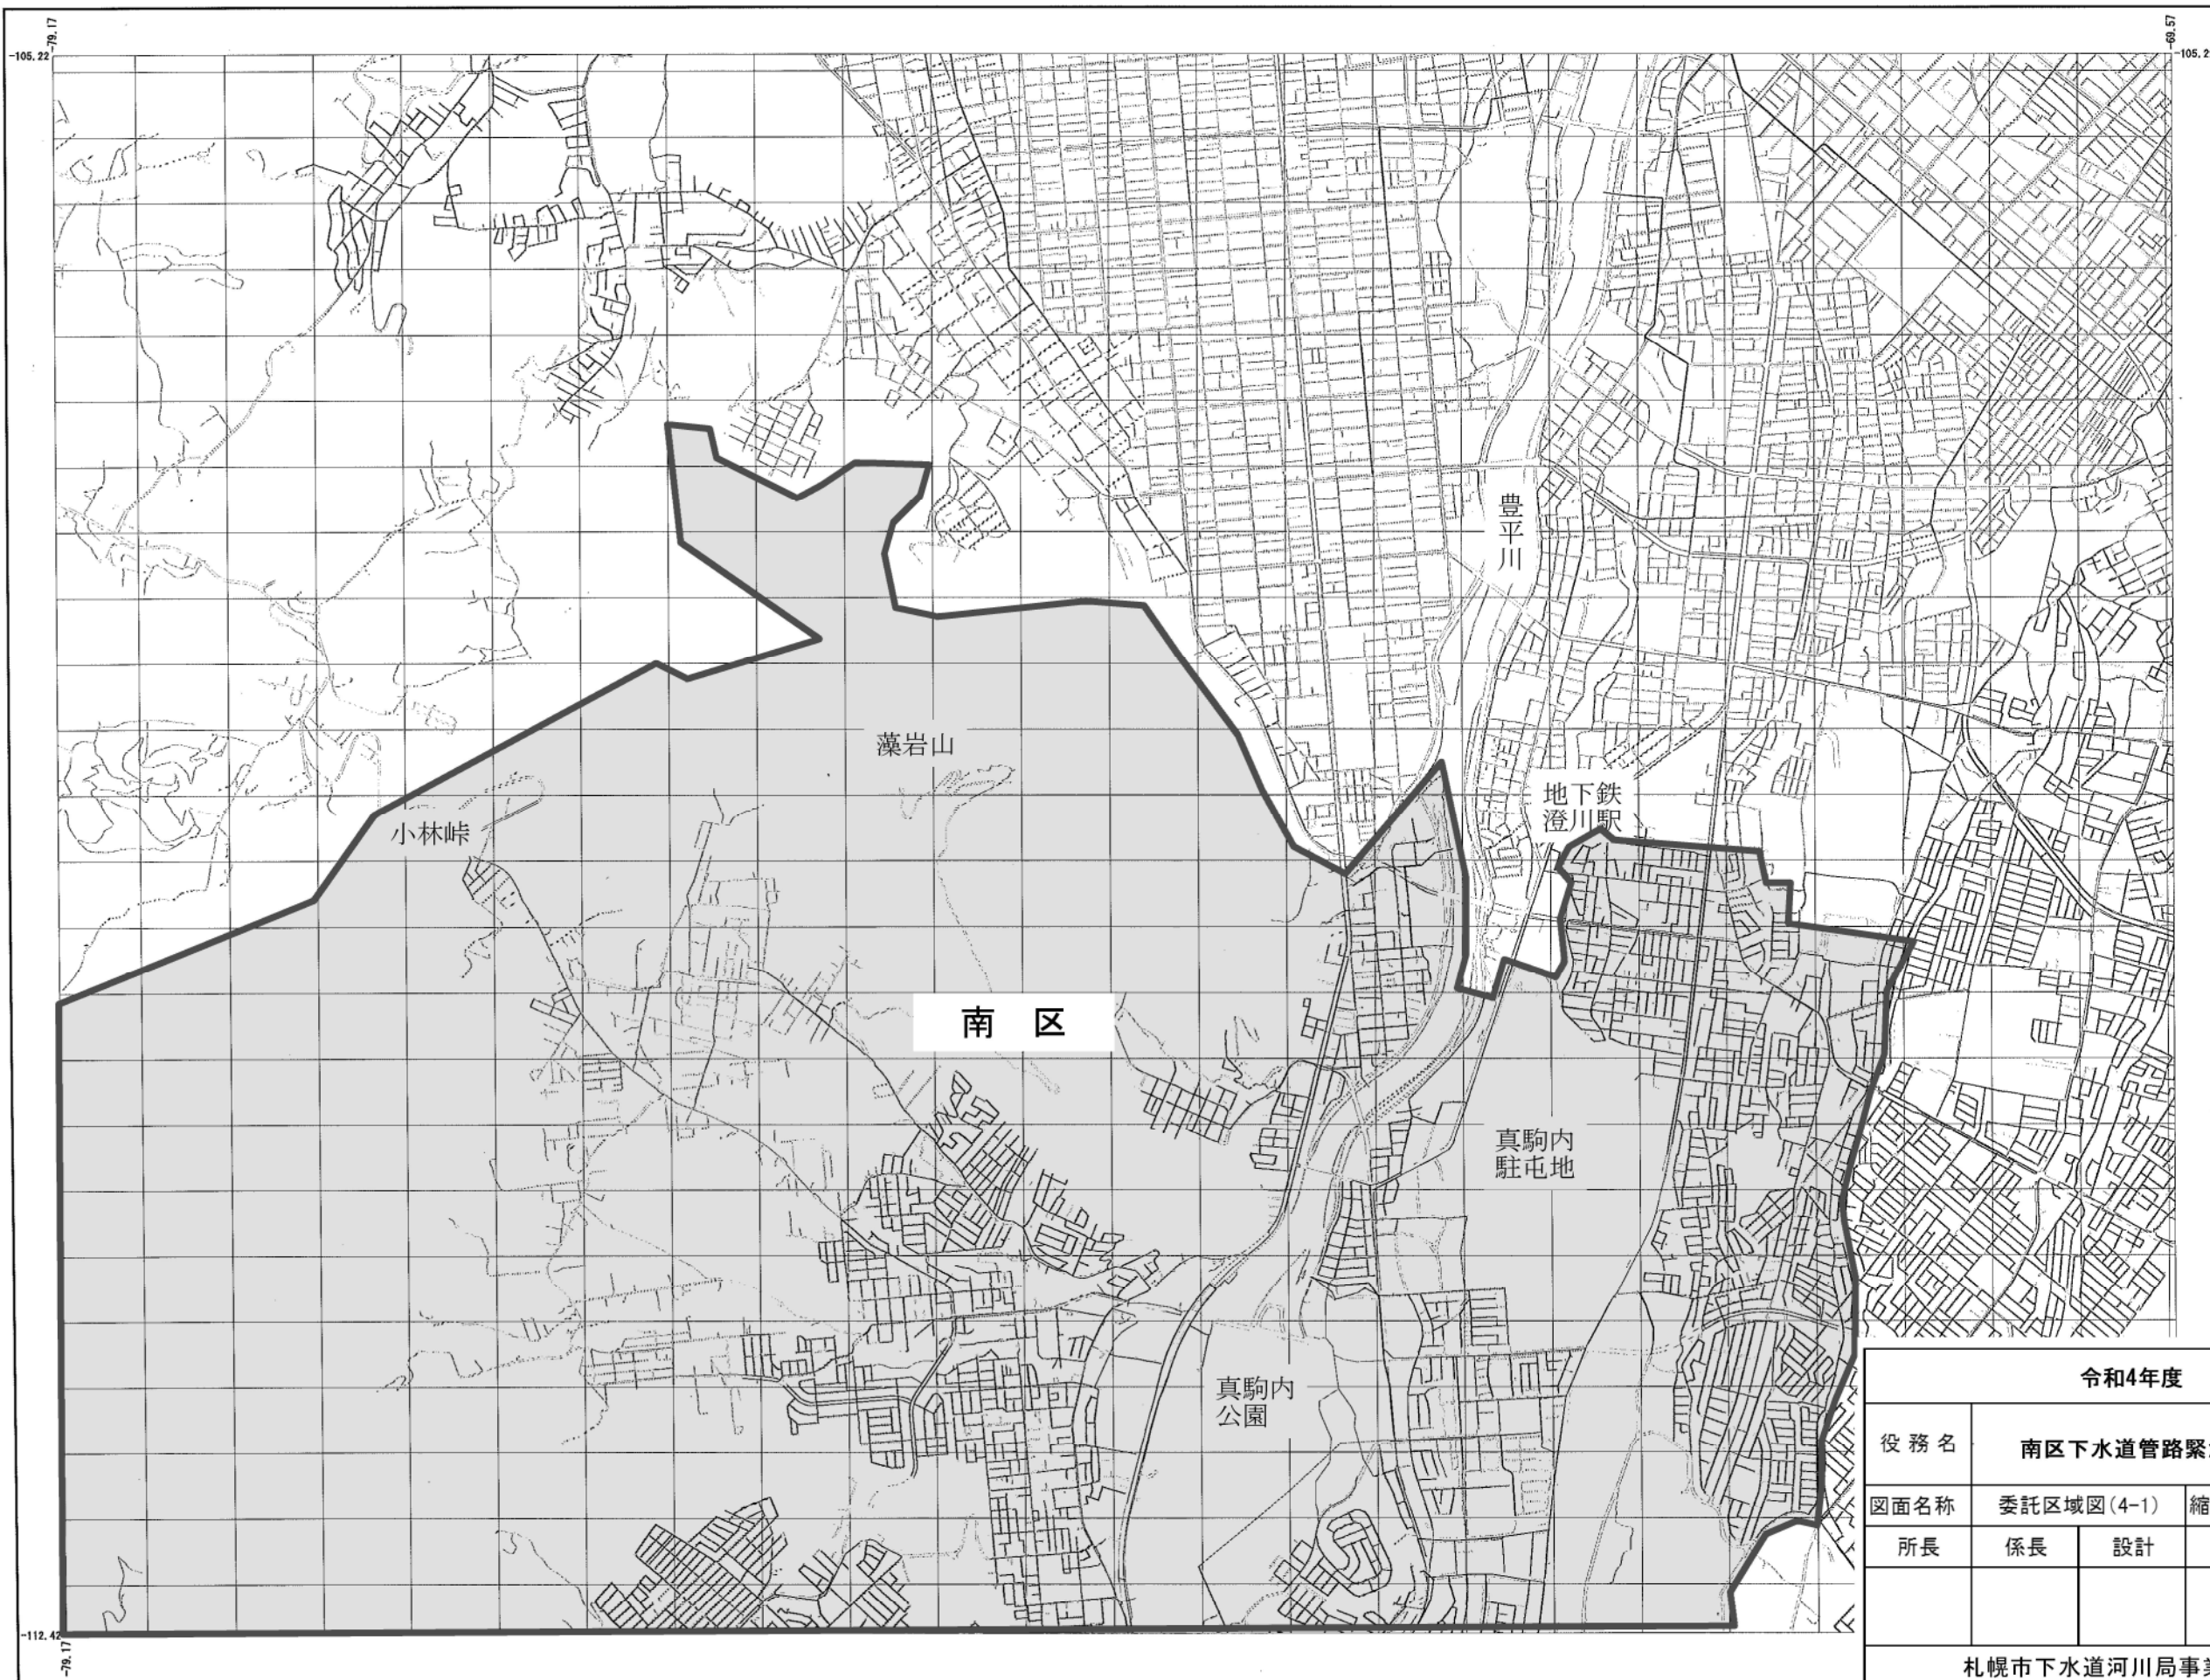 -79.17
-69.57
-105.22
-105.2
豊平川
藻岩山
地下鉄
澄川駅
小林峠
南 区
真駒内
駐屯地
真駒内
公園
令和4年度
役務名
南区下水道管路緊
図面名称
委託区域図(4-1)
縮
所長
係長
設計
札幌市下水道河川局事
-112.42
-79.17